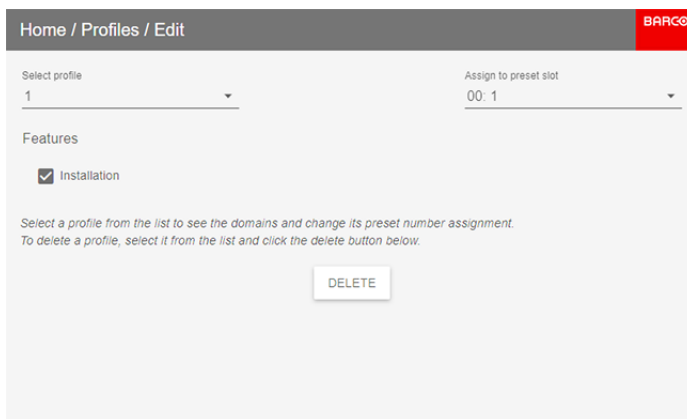 Home / Profiles / Edit
BARCO
Select profile
1
Assign to preset slot
00: 1
Features
Installation
Select a profile from the list to see the domains and change its preset number assignment.
To delete a profile, select it from the list and click the delete button below.
DELETE